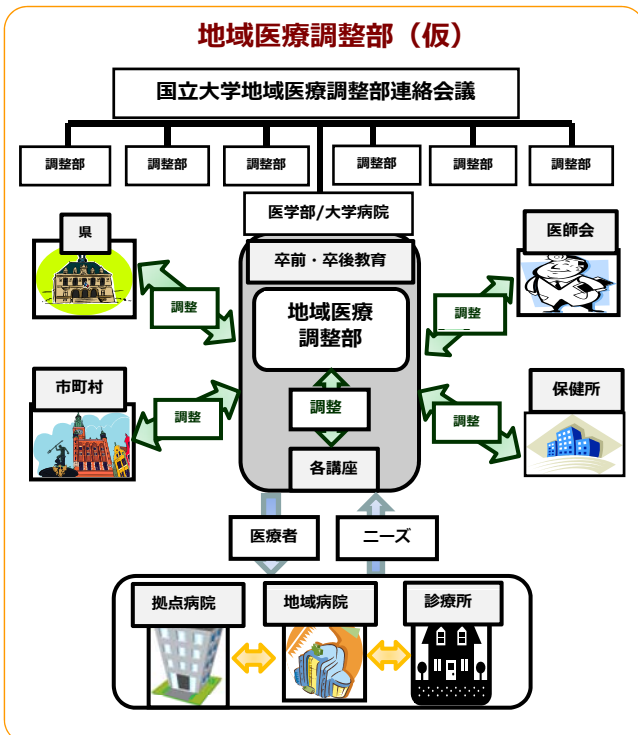 地域医療調整部（仮）
国立大学地域医療調整部連絡会議
調整部
調整部
調整部
調整部
調整部
調整部
医学部/大学病院
県
医師会
卒前・卒後教育
地域医療
調整部
調整
調整
市町村
保健所
調整
調整
調整
各講座
医療者
ニーズ
拠点病院
地域病院
診療所